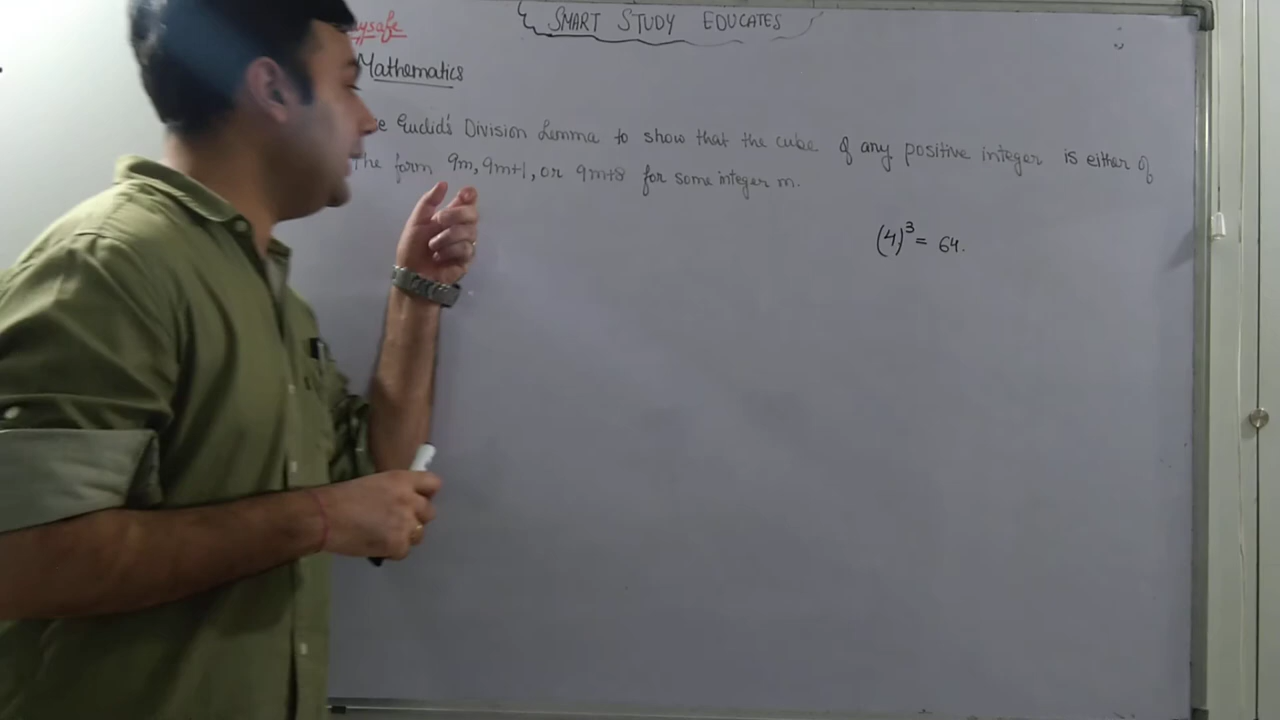 SMART STUDY EDUCATES
Mathematics
Euclid's Division Lemma to show that the cube of any positive integer is either of
the form 9m, 9m+1, or 9m+8 for some integer m.
(4)³ = 64.